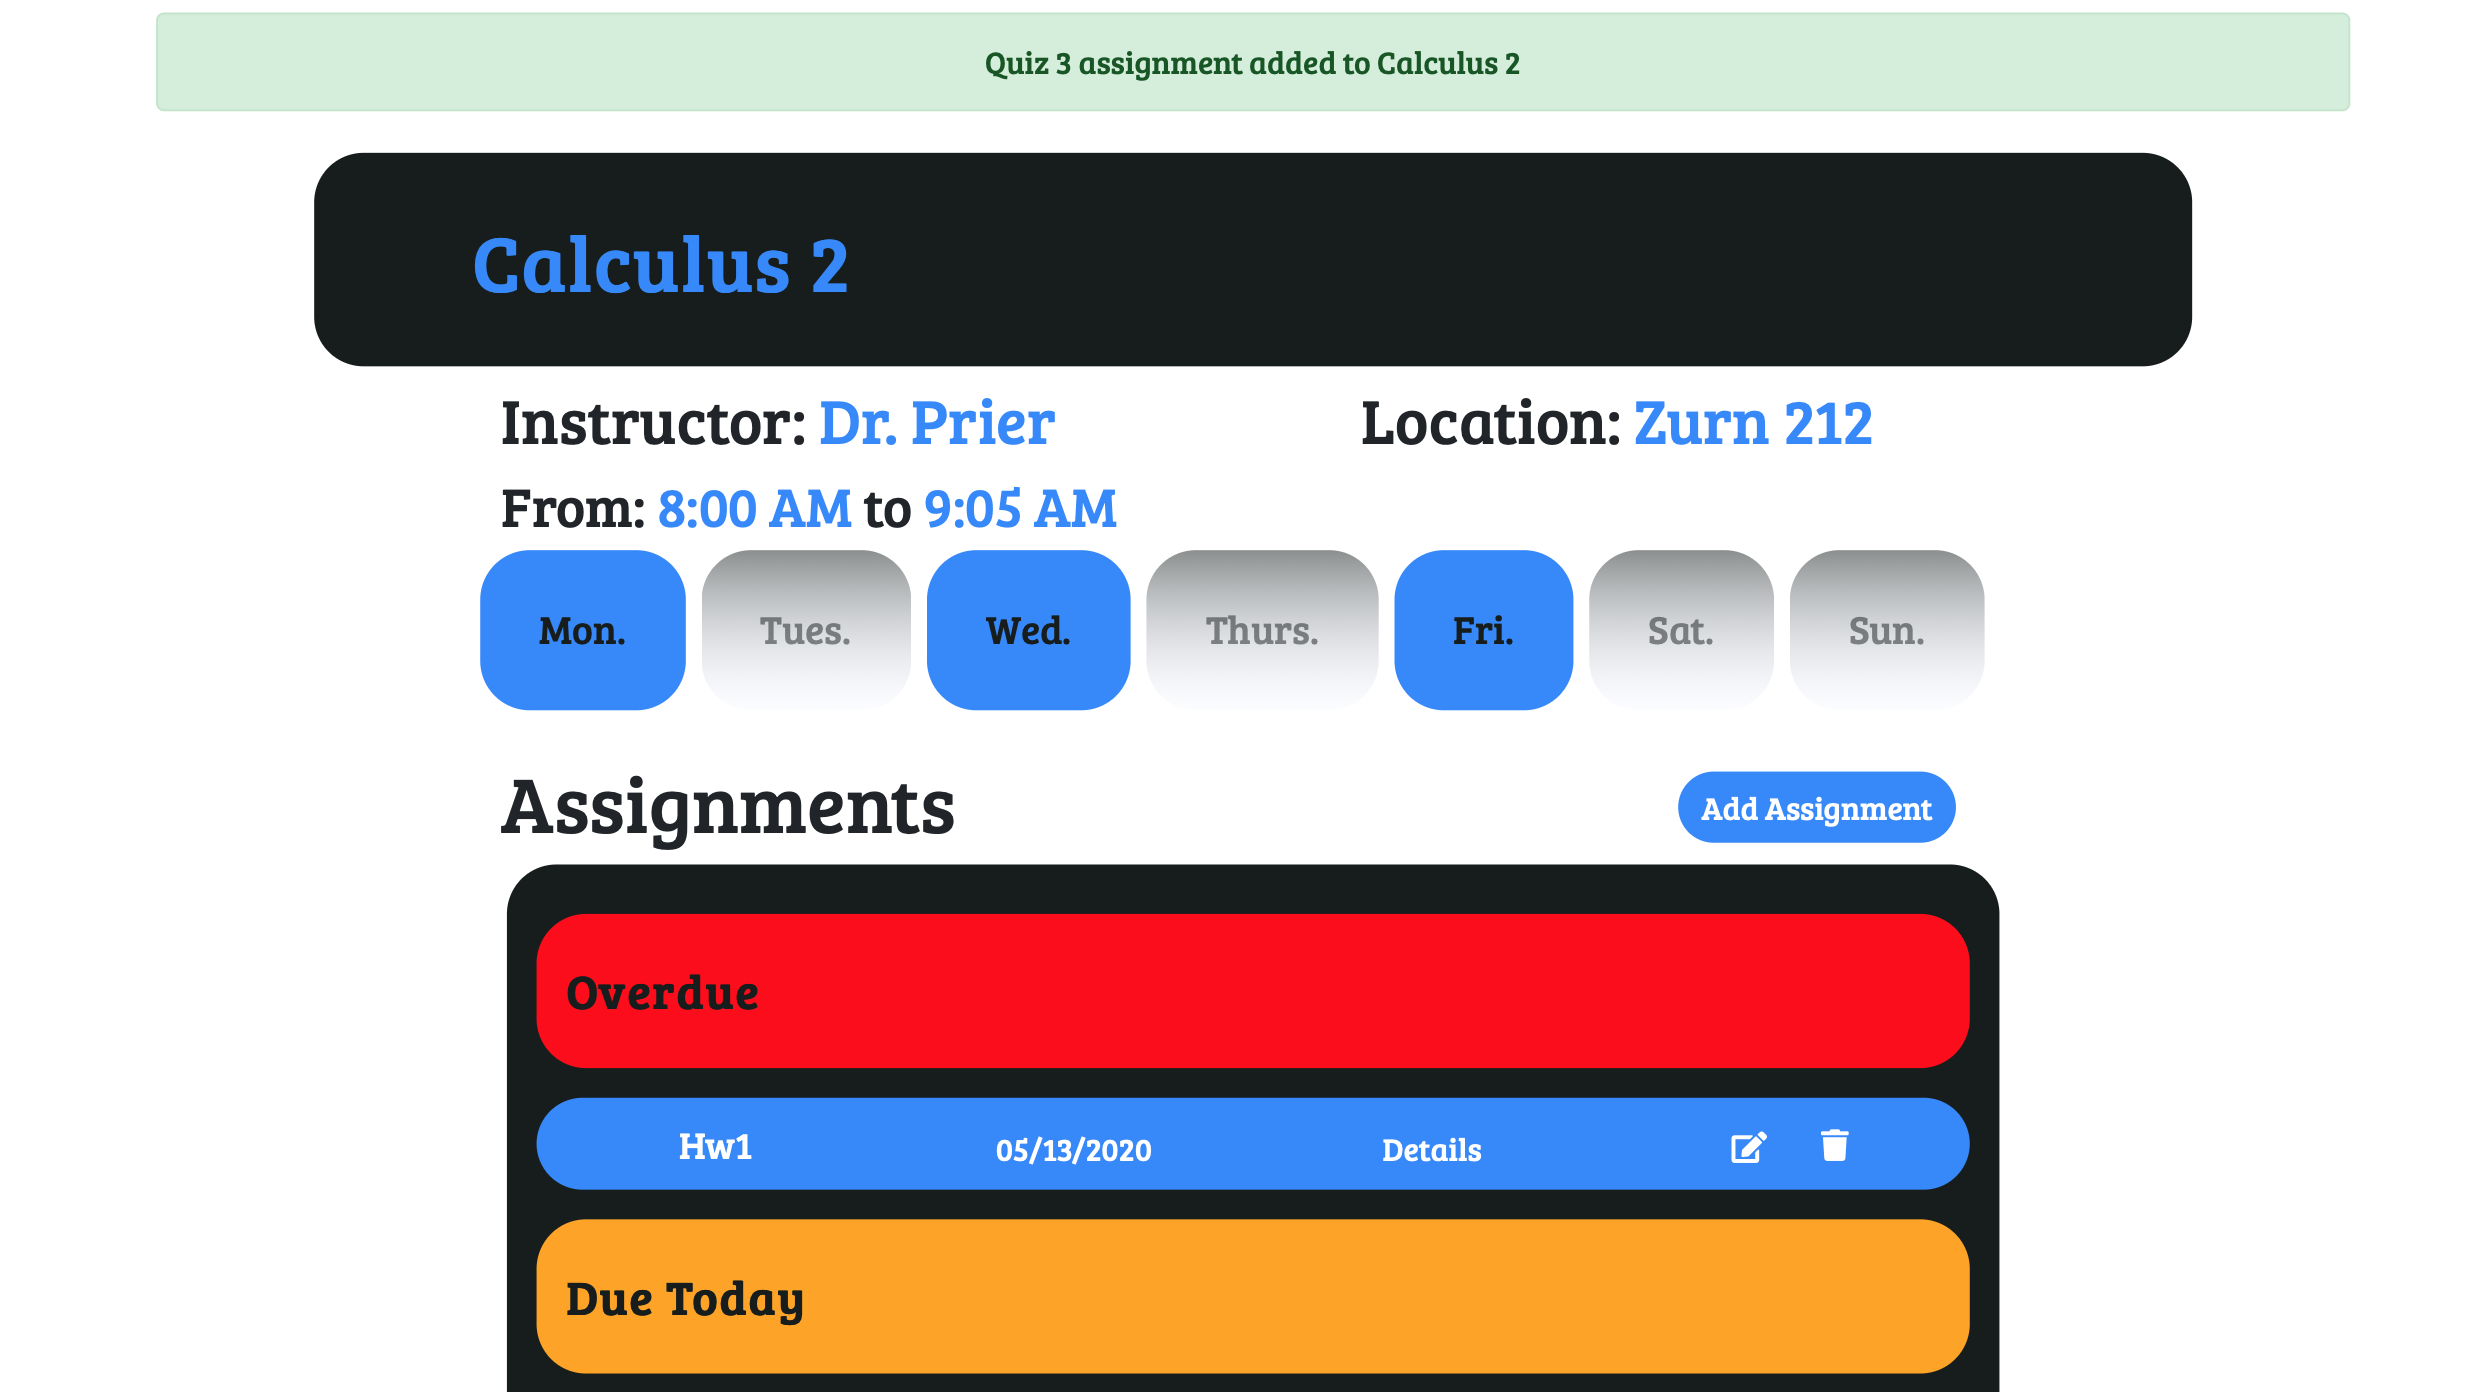 Quiz 3 assignment added to Calculus 2
Calculus 2
Instructor: Dr. Prier
Location: Zurn 212
From: 8:00 AM to 9:05 AM
Mon. Tues. Wed. Thurs. Fri. Sat. Sun.
Assignments
Add Assignment
Overdue
Hw1 05/13/2020 Details
Due Today